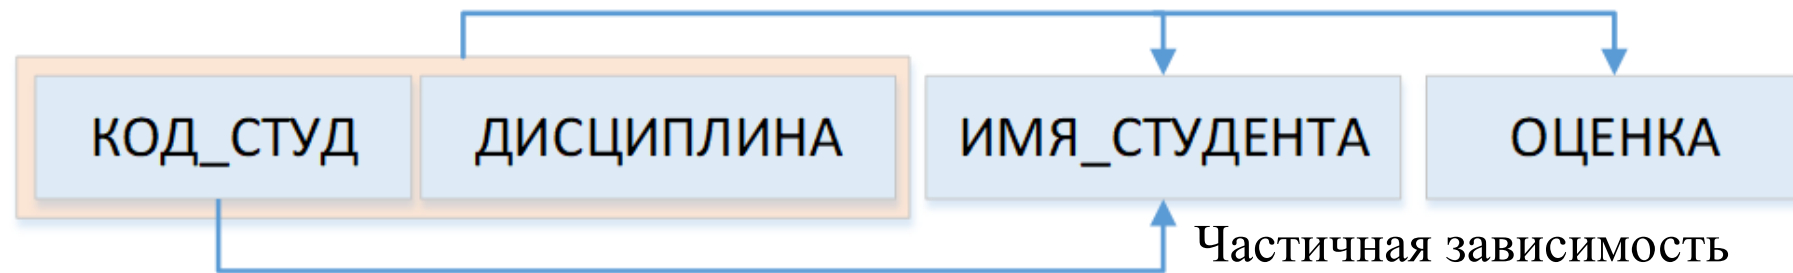 КОД_СТУД ДИСЦИПЛИНА ИМЯ_СТУДЕНТА ОЦЕНКА
Частичная зависимость